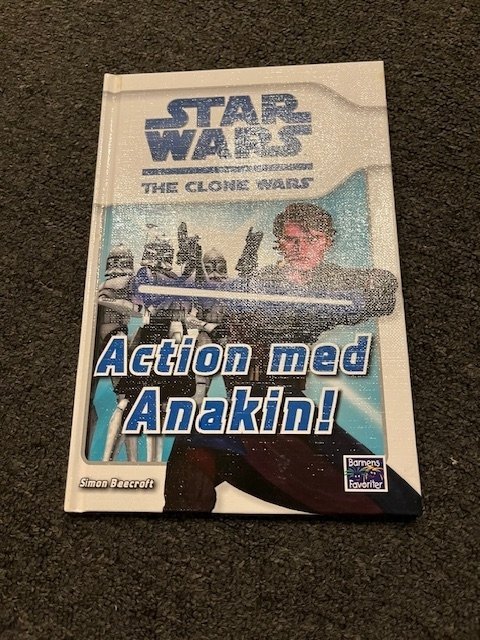 STAR
WARS
THE CLONE WARS
Action med
Anakin!
Simon Beecroft
Barnens
Favoriter